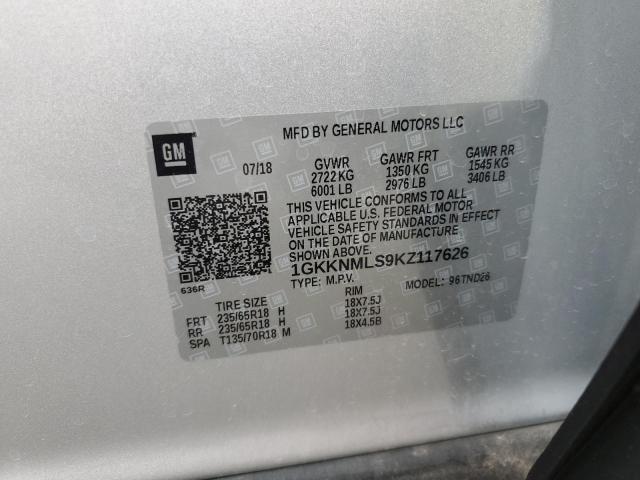 MFD BY GENERAL MOTORS LLC
GM
07/18 GVWR GAWR FRT GAWR RR
2722 KG 1350 KG 1545 KG
6001 LB 2976 LB 3406 LB
THIS VEHICLE CONFORMS TO ALL
APPLICABLE U.S. FEDERAL MOTOR
VEHICLE SAFETY STANDARDS IN EFFECT
ON THE DATE OF MANUFACTURE
SHOWN ABOVE.
1GKKNMLS9KZ117626
636R
TYPE: M.P.V. MODEL: 96TND26
TIRE SIZE RIM
FRT 235/65R18 H 18X7.5J
RR 235/65R18 H 18X7.5J
SPA T135/70R18 M 18X4.5B